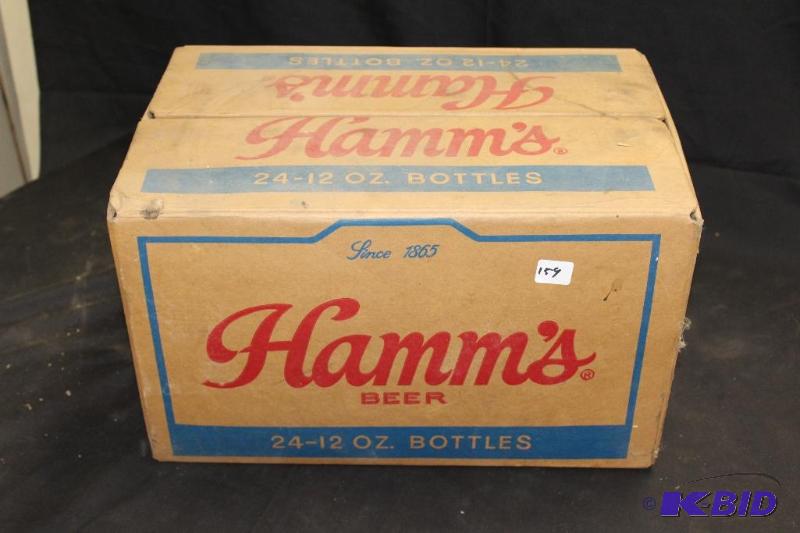 24-12 OZ. BOTTLES
Hamm's
Hamm's®
24-12 OZ. BOTTLES
Since 1865
159
Hamm's®
BEER
24-12 OZ. BOTTLES
© K-BID